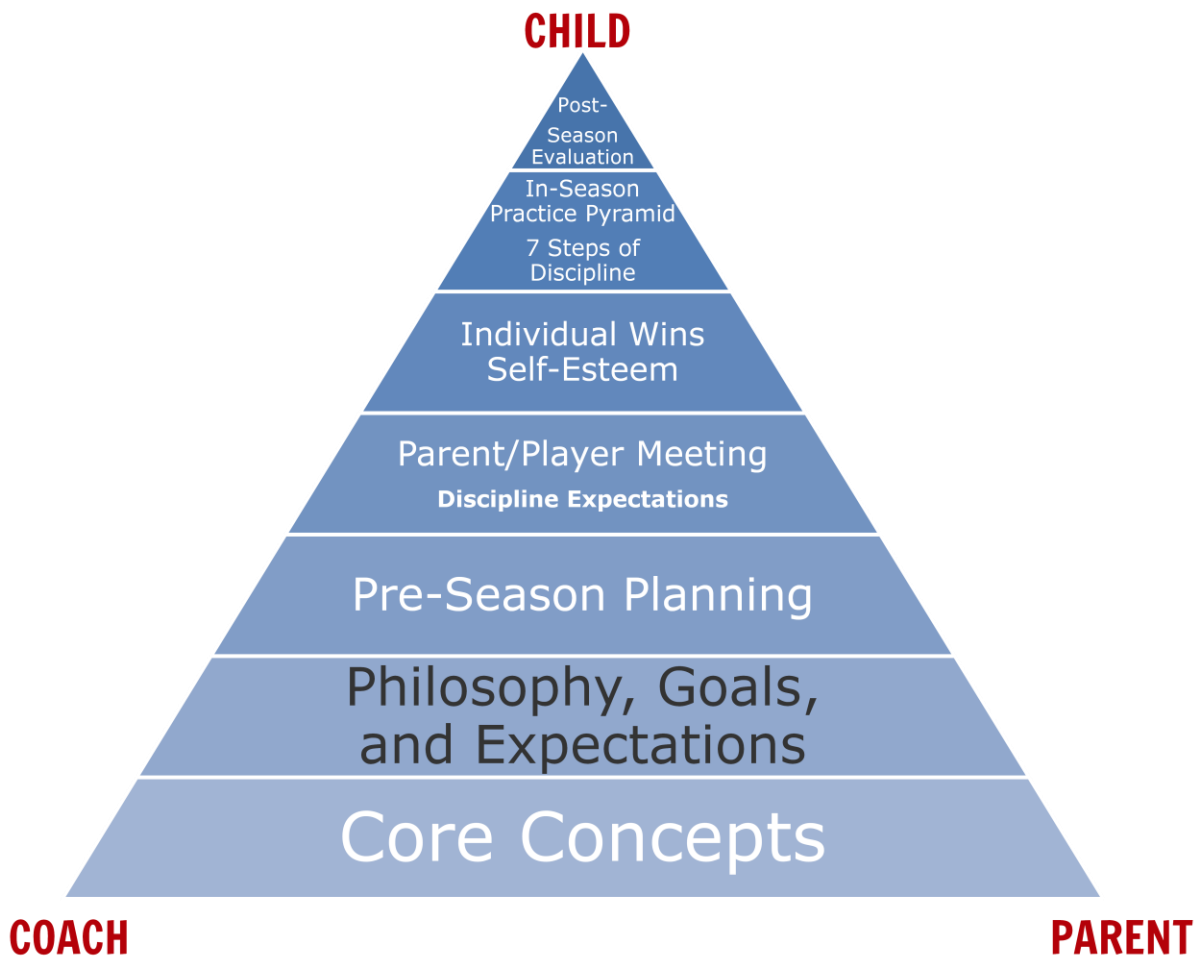 CHILD
Post-
Season
Evaluation
In-Season
Practice Pyramid
7 Steps of
Discipline
Individual Wins
Self-Esteem
Parent/Player Meeting
Discipline Expectations
Pre-Season Planning
Philosophy, Goals,
and Expectations
Core Concepts
COACH
PARENT